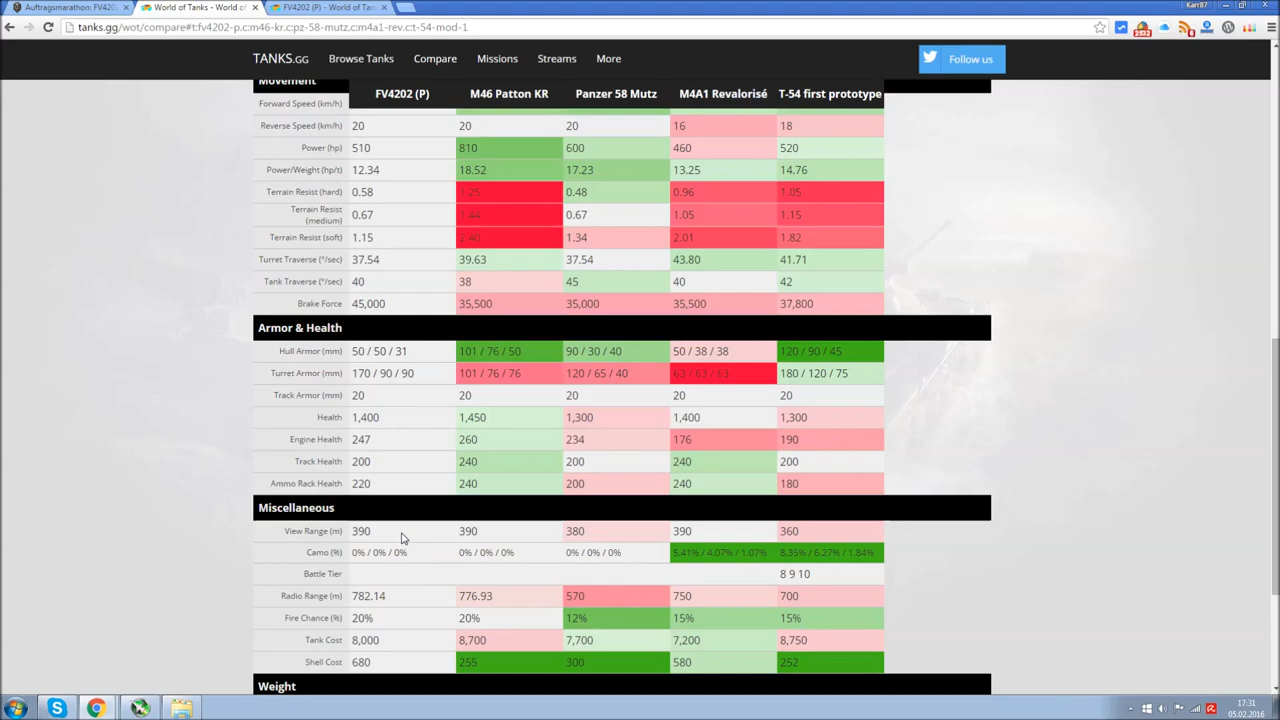 Auftragsmarathon: FV420
World of Tanks - World of
FV4202 (P) - World of Tan
Karr87
tanks.gg/wot/compare#t:fv4202-p.c:m46-kr.c:pz-58-mutz.c:m4a1-rev.c:t-54-mod-1
2532
TANKS.GG Browse Tanks Compare Missions Streams More Follow us
Movement FV4202 (P) M46 Patton KR Panzer 58 Mutz M4A1 Revalorisé T-54 first prototype
Forward Speed (km/h)
Reverse Speed (km/h) 20 20 20 16 18
Power (hp) 510 810 600 460 520
Power/Weight (hp/t) 12.34 18.52 17.23 13.25 14.76
Terrain Resist (hard) 0.58 1.25 0.48 0.96 1.05
Terrain Resist (medium) 0.67 1.44 0.67 1.05 1.15
Terrain Resist (soft) 1.15 2.40 1.34 2.01 1.82
Turret Traverse (°/sec) 37.54 39.63 37.54 43.80 41.71
Tank Traverse (°/sec) 40 38 45 40 42
Brake Force 45,000 35,500 35,000 35,500 37,800
Armor & Health
Hull Armor (mm) 50 / 50 / 31 101 / 76 / 50 90 / 30 / 40 50 / 38 / 38 120 / 90 / 45
Turret Armor (mm) 170 / 90 / 90 101 / 76 / 76 120 / 65 / 40 63 / 63 / 63 180 / 120 / 75
Track Armor (mm) 20 20 20 20 20
Health 1,400 1,450 1,300 1,400 1,300
Engine Health 247 260 234 176 190
Track Health 200 240 200 240 200
Ammo Rack Health 220 240 200 240 180
Miscellaneous
View Range (m) 390 390 380 390 360
Camo (%) 0% / 0% / 0% 0% / 0% / 0% 0% / 0% / 0% 5.41% / 4.07% / 1.07% 8.35% / 6.27% / 1.84%
Battle Tier 8 9 10
Radio Range (m) 782.14 776.93 570 750 700
Fire Chance (%) 20% 20% 12% 15% 15%
Tank Cost 8,000 8,700 7,700 7,200 8,750
Shell Cost 680 255 300 580 252
Weight
17:31
05.02.2016